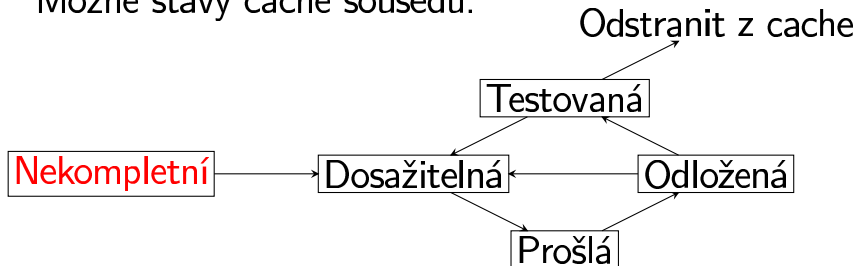 Možné stavy cache sousedů:
Odstranit z cache
Testovaná
Nekompletní
Dosažitelná
Odložená
Prošlá